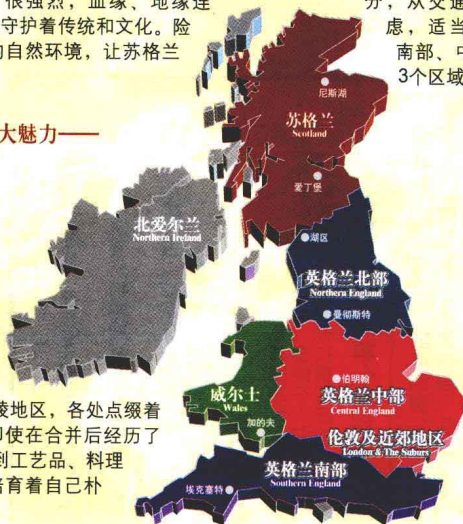 很强烈，血缘、地缘连
守护着传统和文化。险
的自然环境，让苏格兰
大魅力——
分，从交通
虑，适当
南部、中
3个区域
尼斯湖
苏格兰
Scotland
爱丁堡
北爱尔兰
Northern Ireland
湖区
英格兰北部
Northern England
曼彻斯特
威尔士
Wales
加的夫
伯明翰
英格兰中部
Central England
伦敦及近郊地区
London & The Suburs
英格兰南部
Southern England
埃克塞特
陵地区，各处点缀着
即使在合并后经历了
到工艺品、料理
培育着自己朴